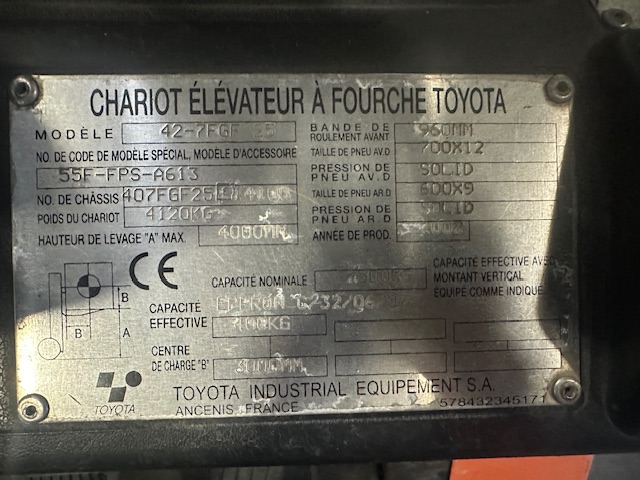 CHARIOT ÉLÉVATEUR À FOURCHE TOYOTA
MODÈLE 42-7FGF 25
NO. DE CODE DE MODÈLE SPÉCIAL, MODÈLE D'ACCESSOIRE
55F-FPS-A613
NO. DE CHÂSSIS 407FGF25
POIDS DU CHARIOT 4120KG
HAUTEUR DE LEVAGE "A" MAX. 4000MM
BANDE DE ROULEMENT AVANT 960MM
TAILLE DE PNEU AV.D 700X12
PRESSION DE PNEU AV.D SOLID
TAILLE DE PNEU AR.D 600X9
PRESSION DE PNEU AR.D SOLID
ANNÉE DE PROD.
CE
CAPACITÉ NOMINALE
CAPACITÉ EFFECTIVE AVEC
MONTANT VERTICAL
ÉQUIPÉ COMME INDIQUÉ
B
B
A
CAPACITÉ
EFFECTIVE
CENTRE
DE CHARGE "B"
TOYOTA
TOYOTA INDUSTRIAL EQUIPEMENT S.A.
ANCENIS, FRANCE
578432345171